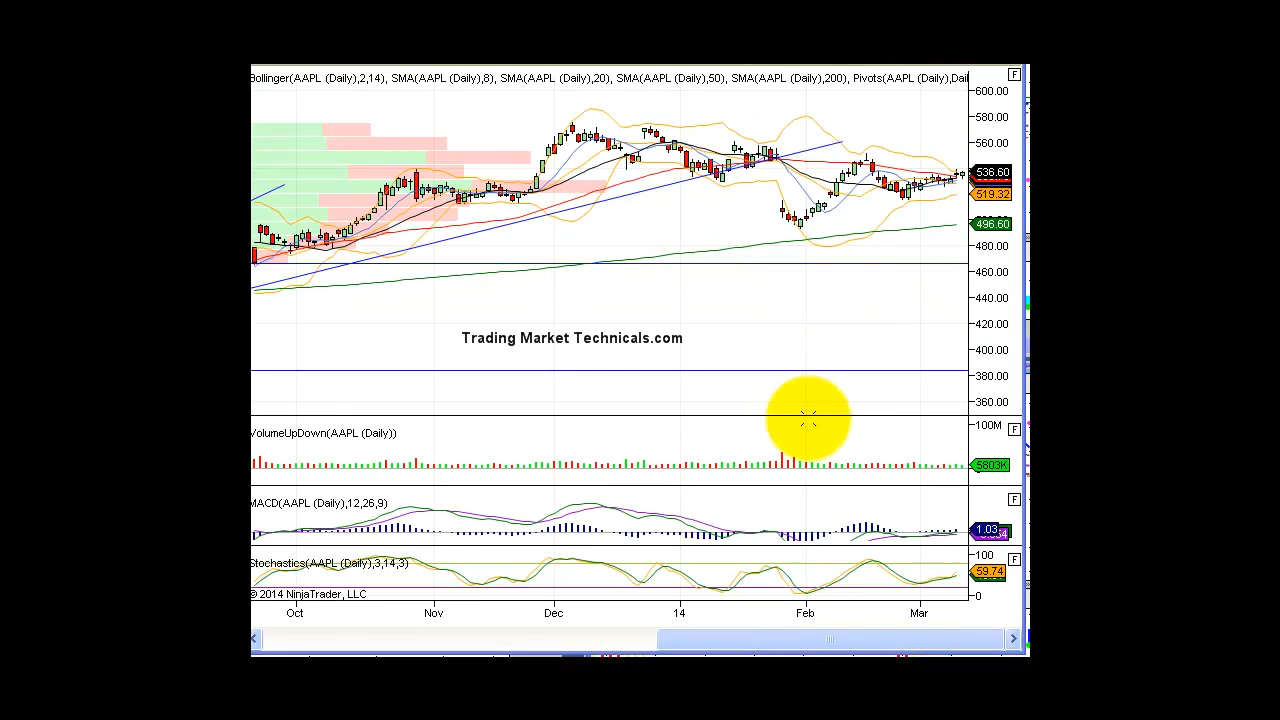 Bollinger(AAPL (Daily),2,14), SMA(AAPL (Daily),8), SMA(AAPL (Daily),20), SMA(AAPL (Daily),50), SMA(AAPL (Daily),200), Pivots(AAPL (Daily),Dail
F
600.00
580.00
560.00
536.60
519.32
496.60
480.00
460.00
440.00
420.00
Trading Market Technicals.com
400.00
380.00
360.00
VolumeUpDown(AAPL (Daily))
100M
F
5803K
MACD(AAPL (Daily),12,26,9)
F
1.03
Stochastics(AAPL (Daily),3,14,3)
100
F
59.74
© 2014 NinjaTrader, LLC
0
Oct Nov Dec 14 Feb Mar